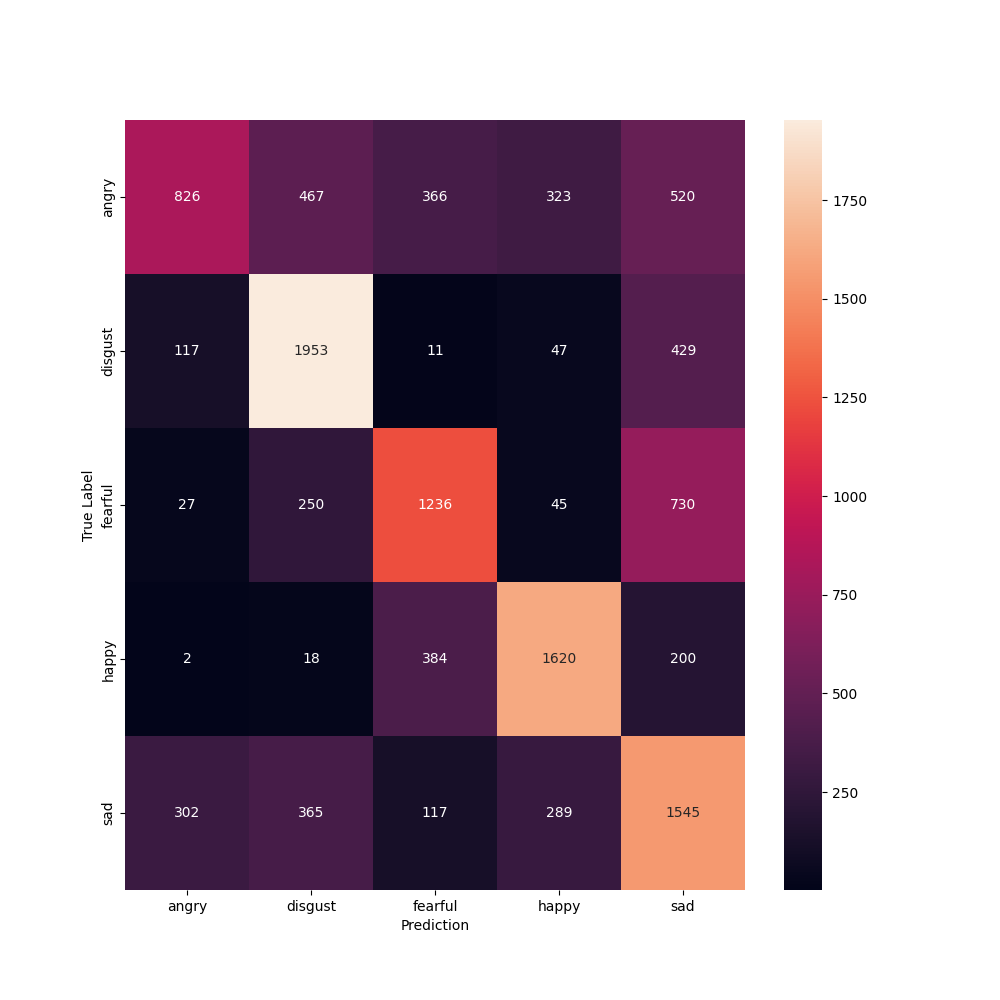 angry 826 467 366 323 520
disgust 117 1953 11 47 429
fearful 27 250 1236 45 730
happy 2 18 384 1620 200
sad 302 365 117 289 1545
True Label
angry disgust fearful happy sad
Prediction
1750
1500
1250
1000
750
500
250